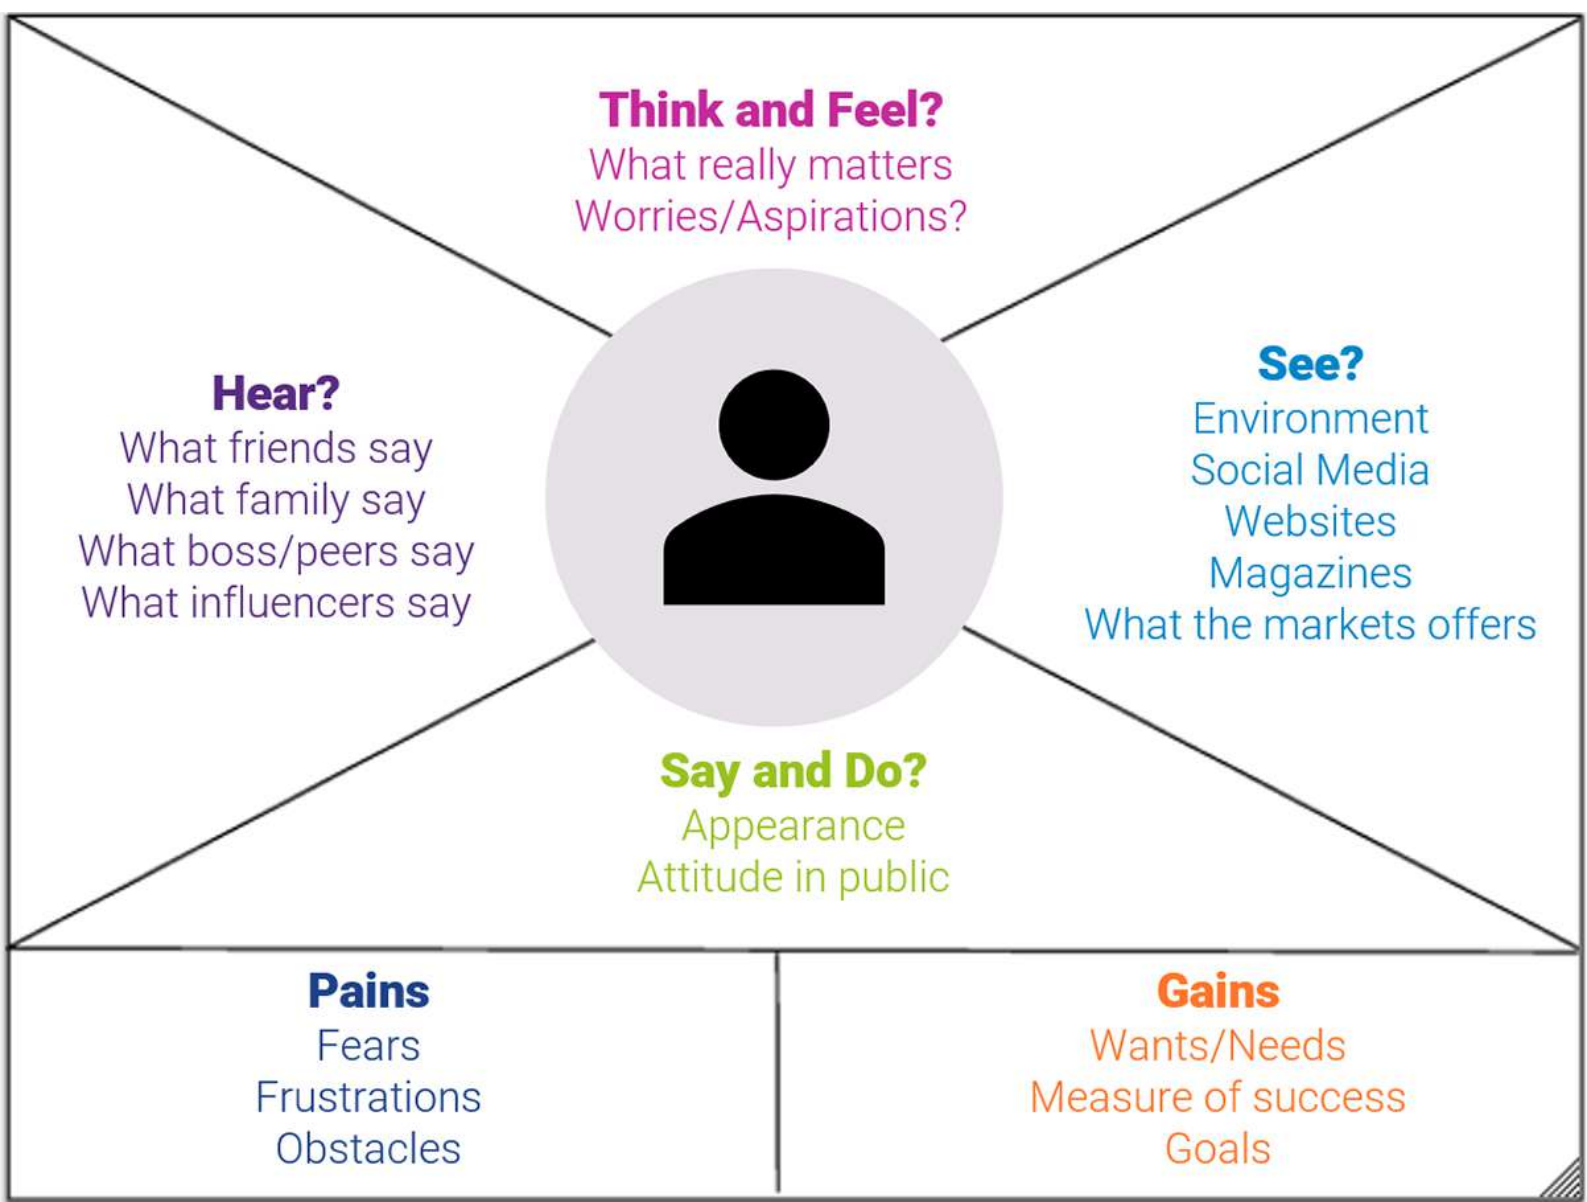 Think and Feel?
What really matters
Worries/Aspirations?
Hear?
What friends say
What family say
What boss/peers say
What influencers say
See?
Environment
Social Media
Websites
Magazines
What the markets offers
Say and Do?
Appearance
Attitude in public
Pains
Fears
Frustrations
Obstacles
Gains
Wants/Needs
Measure of success
Goals